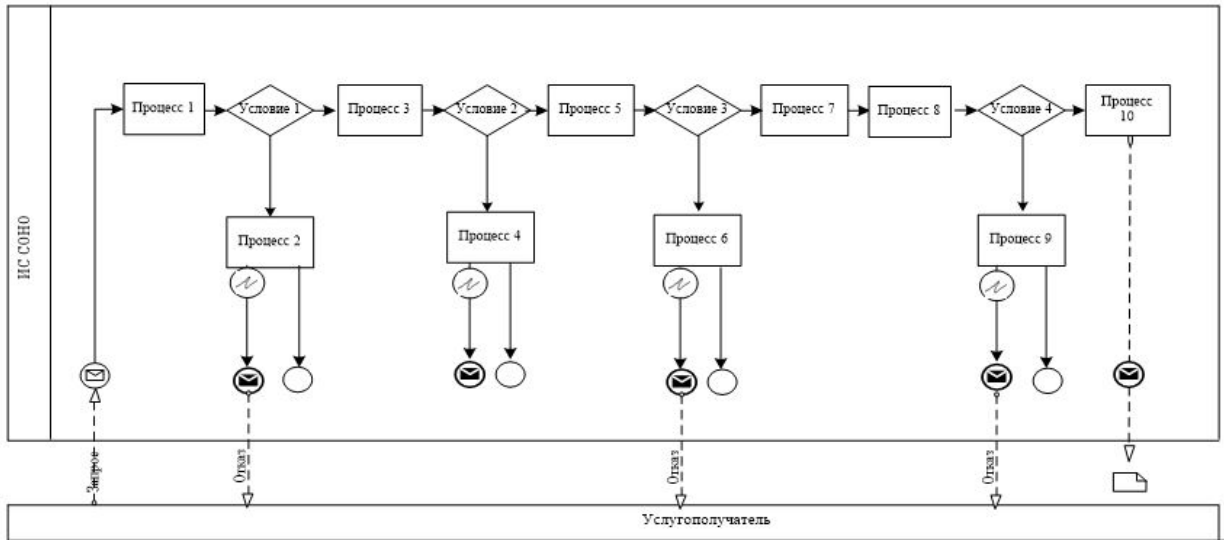 ИС СОНО
Процесс 1
Условие 1
Процесс 3
Условие 2
Процесс 5
Условие 3
Процесс 7
Процесс 8
Условие 4
Процесс
10
Процесс 2
Процесс 4
Процесс 6
Процесс 9
Запрос
Отказ
Отказ
Отказ
Услугополучатель